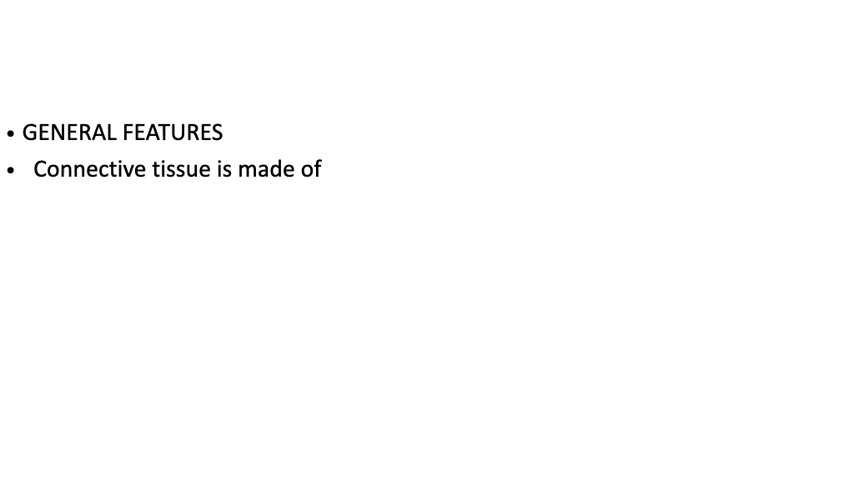 • GENERAL FEATURES
• Connective tissue is made of